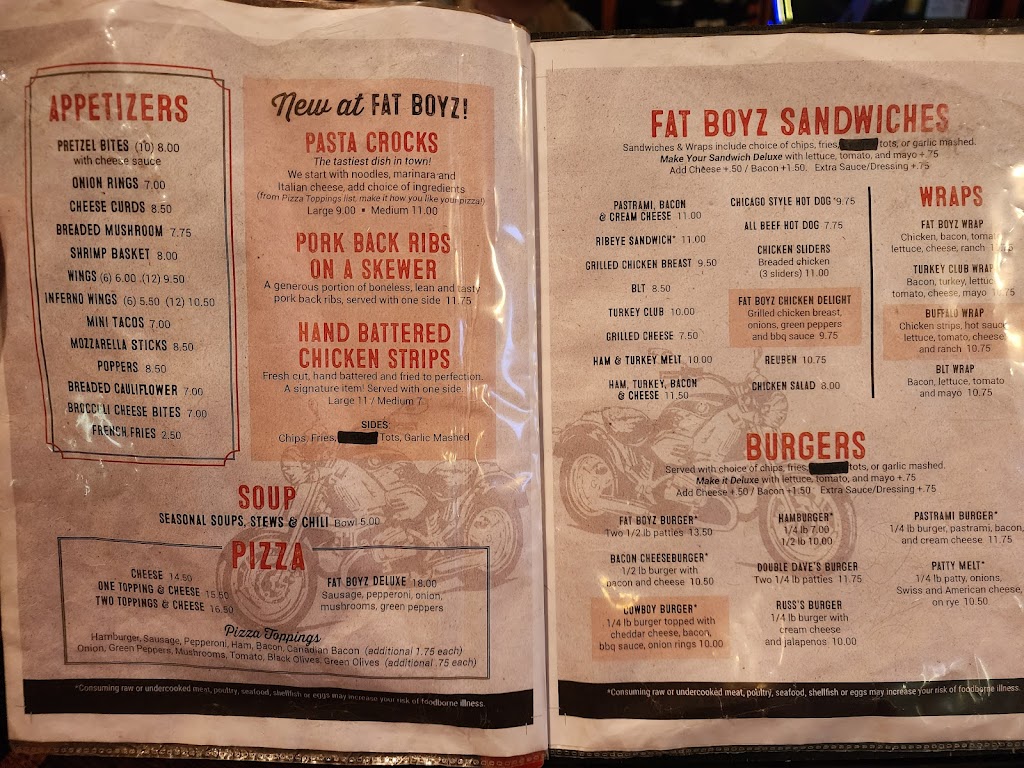 APPETIZERS
PRETZEL BITES (10) 8.00
with cheese sauce
ONION RINGS 7.00
CHEESE CURDS 8.50
BREADED MUSHROOM 7.75
SHRIMP BASKET 8.00
WINGS (6) 6.00 (12) 9.50
INFERNO WINGS (6) 5.50 (12) 10.50
MINI TACOS 7.00
MOZZARELLA STICKS 8.50
POPPERS 8.50
BREADED CAULIFLOWER 7.00
BROCCOLI CHEESE BITES 7.00
FRENCH FRIES 2.50
New at FAT BOYZ!
PASTA CROCKS
The tastiest dish in town!
We start with noodles, marinara and
Italian cheese, add choice of ingredients
(from Pizza Toppings list, make it how you like your pizza!)
Large 9.00 • Medium 11.00
PORK BACK RIBS
ON A SKEWER
A generous portion of boneless, lean and tasty
pork back ribs, served with one side 11.75
HAND BATTERED
CHICKEN STRIPS
Fresh cut, hand battered and fried to perfection.
A signature item! Served with one side.
Large 11 / Medium 7
SIDES:
Chips, Fries, Tots, Garlic Mashed
SOUP
SEASONAL SOUPS, STEWS & CHILI Bowl 5.00
PIZZA
CHEESE 14.50
ONE TOPPING & CHEESE 15.50
TWO TOPPINGS & CHEESE 16.50
FAT BOYZ DELUXE 18.00
Sausage, pepperoni, onion,
mushrooms, green peppers
Pizza Toppings
Hamburger, Sausage, Pepperoni, Ham, Bacon, Canadian Bacon (additional 1.75 each)
Onion, Green Peppers, Mushrooms, Tomato, Black Olives, Green Olives (additional .75 each)
*Consuming raw or undercooked meat, poultry, seafood, shellfish or eggs may increase your risk of foodborne illness.
FAT BOYZ SANDWICHES
Sandwiches & Wraps include choice of chips, fries, tots, or garlic mashed.
Make Your Sandwich Deluxe with lettuce, tomato, and mayo +.75
Add Cheese +.50 / Bacon +1.50. Extra Sauce/Dressing +.75
PASTRAMI, BACON
& CREAM CHEESE 11.00
RIBEYE SANDWICH* 11.00
GRILLED CHICKEN BREAST 9.50
BLT 8.50
TURKEY CLUB 10.00
GRILLED CHEESE 7.50
HAM & TURKEY MELT 10.00
HAM, TURKEY, BACON
& CHEESE 11.50
CHICAGO STYLE HOT DOG *9.75
ALL BEEF HOT DOG 7.75
CHICKEN SLIDERS
Breaded chicken
(3 sliders) 11.00
FAT BOYZ CHICKEN DELIGHT
Grilled chicken breast,
onions, green peppers
and bbq sauce 9.75
REUBEN 10.75
CHICKEN SALAD 8.00
WRAPS
FAT BOYZ WRAP
Chicken, bacon, tomato,
lettuce, cheese, ranch
TURKEY CLUB WRAP
Bacon, turkey, lettuce,
tomato, cheese, mayo 10.75
BUFFALO WRAP
Chicken strips, hot sauce,
lettuce, tomato, cheese,
and ranch 10.75
BLT WRAP
Bacon, lettuce, tomato
and mayo 10.75
BURGERS
Served with choice of chips, fries, tots, or garlic mashed.
Make it Deluxe with lettuce, tomato, and mayo +.75
Add Cheese +.50 / Bacon +1.50 Extra Sauce/Dressing +.75
FAT BOYZ BURGER*
Two 1/2 lb patties 13.50
BACON CHEESEBURGER*
1/2 lb burger with
bacon and cheese 10.50
COWBOY BURGER*
1/4 lb burger topped with
cheddar cheese, bacon,
bbq sauce, onion rings 10.00
HAMBURGER*
1/4 lb 7.00
1/2 lb 10.00
DOUBLE DAVE'S BURGER
Two 1/4 lb patties 11.75
RUSS'S BURGER
1/4 lb burger with
cream cheese
and jalapenos 10.00
PASTRAMI BURGER*
1/4 lb burger, pastrami, bacon,
and cream cheese 11.75
PATTY MELT*
1/4 lb patty, onions,
Swiss and American cheese,
on rye 10.50
*Consuming raw or undercooked meat, poultry, seafood, shellfish or eggs may increase your risk of foodborne illness.